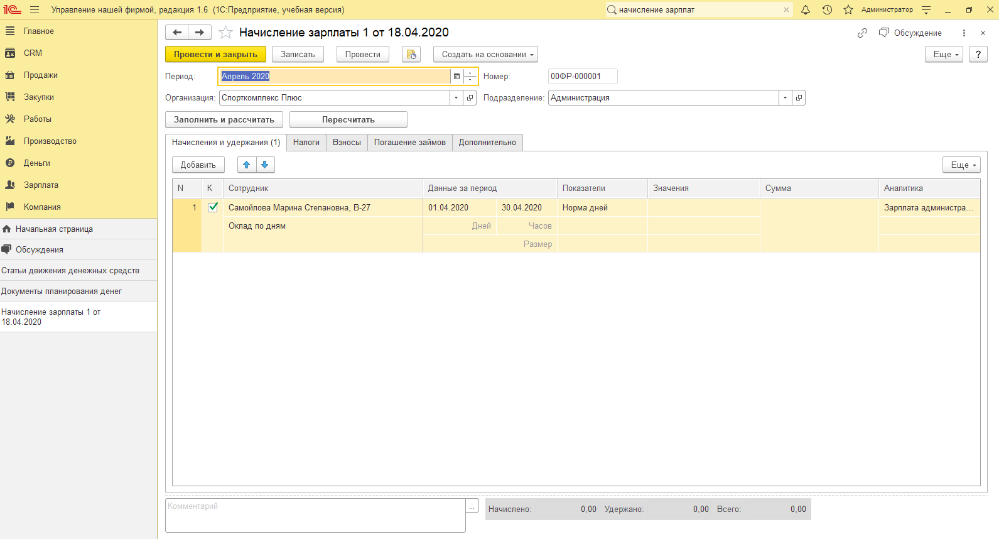 1С Управление нашей фирмой, редакция 1.6 (1С:Предприятие, учебная версия) начисление зарплат Администратор
Главное
CRM
Продажи
Закупки
Работы
Производство
Деньги
Зарплата
Компания
Начальная страница
Обсуждения
Статьи движения денежных средств
Документы планирования денег
Начисление зарплаты 1 от
18.04.2020
Начисление зарплаты 1 от 18.04.2020 Обсуждение
Провести и закрыть Записать Провести Создать на основании Еще ?
Период: Апрель 2020 Номер: 00ФР-000001
Организация: Спорткомплекс Плюс Подразделение: Администрация
Заполнить и рассчитать Пересчитать
Начисления и удержания (1) Налоги Взносы Погашение займов Дополнительно
Добавить Еще
N К Сотрудник Данные за период Показатели Значения Сумма Аналитика
1 Самойлова Марина Степановна, В-27 01.04.2020 30.04.2020 Норма дней Зарплата администра...
Оклад по дням Дней Часов
Размер
Комментарий ... Начислено: 0,00 Удержано: 0,00 Всего: 0,00